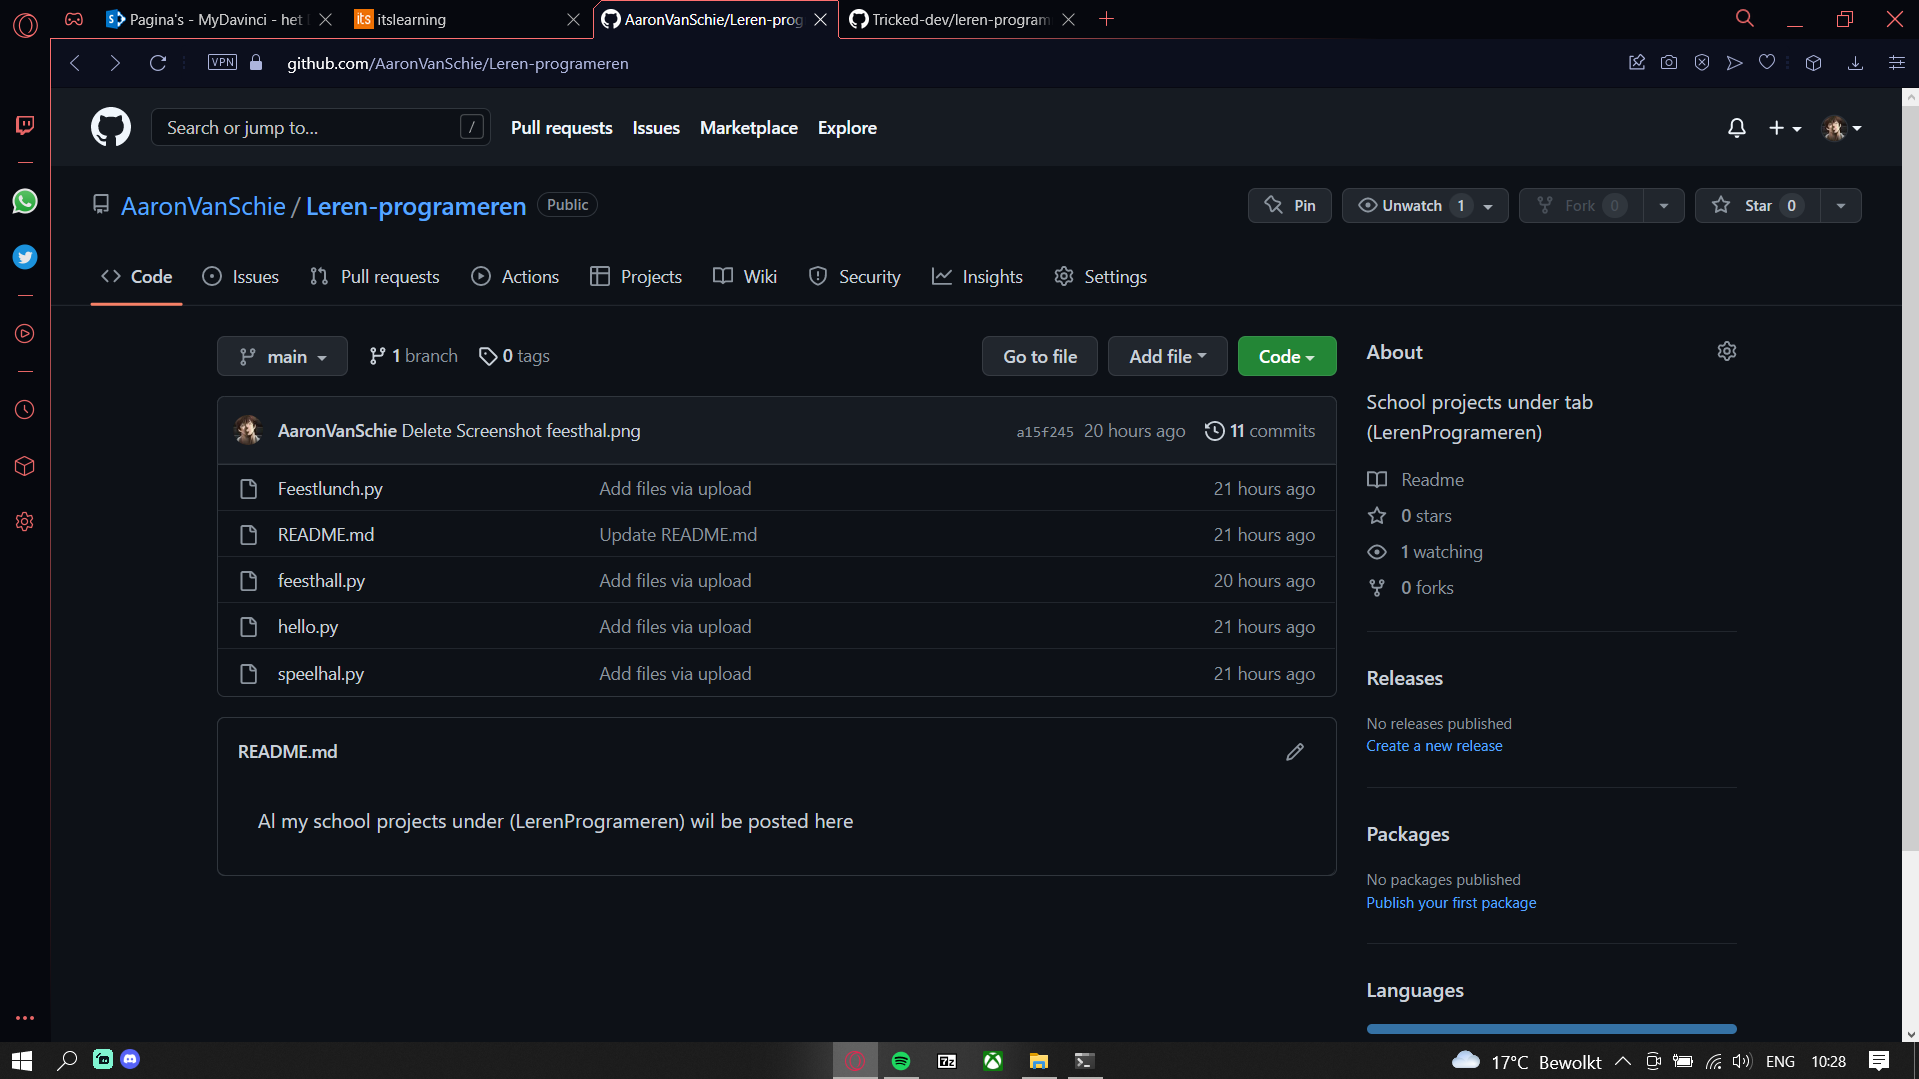 Pagina's - MyDavinci - het
its itslearning
AaronVanSchie/Leren-prog
Tricked-dev/leren-program
VPN github.com/AaronVanSchie/Leren-programeren
Search or jump to... /
Pull requests Issues Marketplace Explore
AaronVanSchie / Leren-programeren Public
Pin Unwatch 1 Fork 0 Star 0
Code Issues Pull requests Actions Projects Wiki Security Insights Settings
main 1 branch 0 tags Go to file Add file Code
AaronVanSchie Delete Screenshot feesthal.png a15f245 20 hours ago 11 commits
Feestlunch.py Add files via upload 21 hours ago
README.md Update README.md 21 hours ago
feesthall.py Add files via upload 20 hours ago
hello.py Add files via upload 21 hours ago
speelhal.py Add files via upload 21 hours ago
README.md
Al my school projects under (LerenProgrameren) wil be posted here
About
School projects under tab
(LerenProgrameren)
Readme
0 stars
1 watching
0 forks
Releases
No releases published
Create a new release
Packages
No packages published
Publish your first package
Languages
7z
17°C Bewolkt ENG 10:28